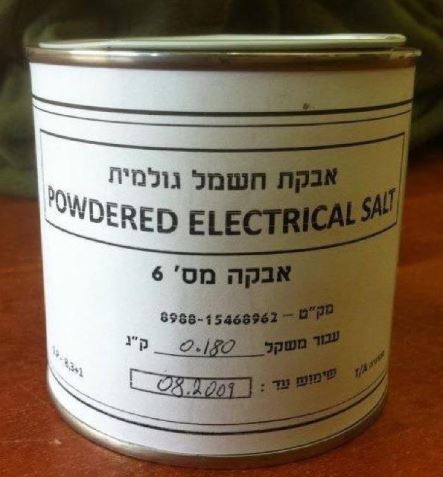 אבקת חשמל גולמית
POWDERED ELECTRICAL SALT
אבקה מס' 6
מק"ט – 8988-15468962
עבור משקל 0.180 ק"ג
שימוש עד : 08.2009